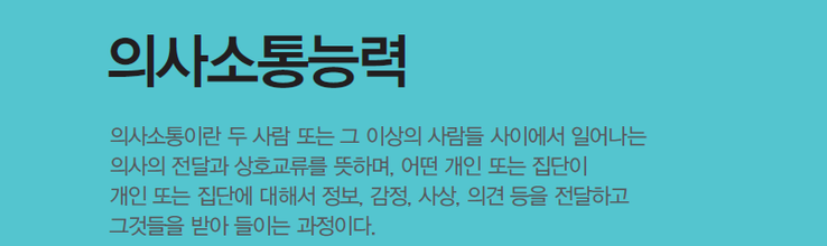 의사소통능력
의사소통이란 두 사람 또는 그 이상의 사람들 사이에서 일어나는
의사의 전달과 상호교류를 뜻하며, 어떤 개인 또는 집단이
개인 또는 집단에 대해서 정보, 감정, 사상, 의견 등을 전달하고
그것들을 받아 들이는 과정이다.